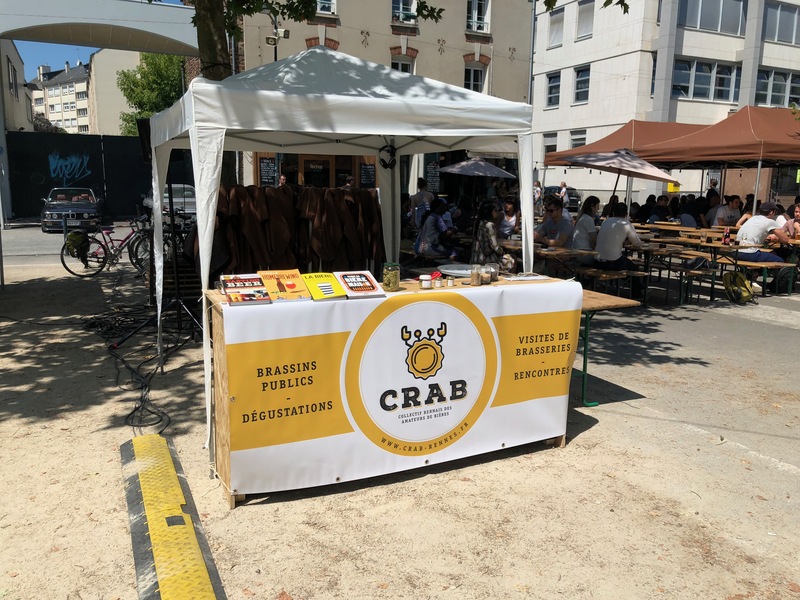 BEER
LA BIÈRE
BRASSINS
PUBLICS
-
DÉGUSTATIONS
CRAB
COLLECTIF RENNAIS DES
AMATEURS DE BIÈRES
WWW.CRAB-RENNES.FR
VISITES DE
BRASSERIES
-
RENCONTRES